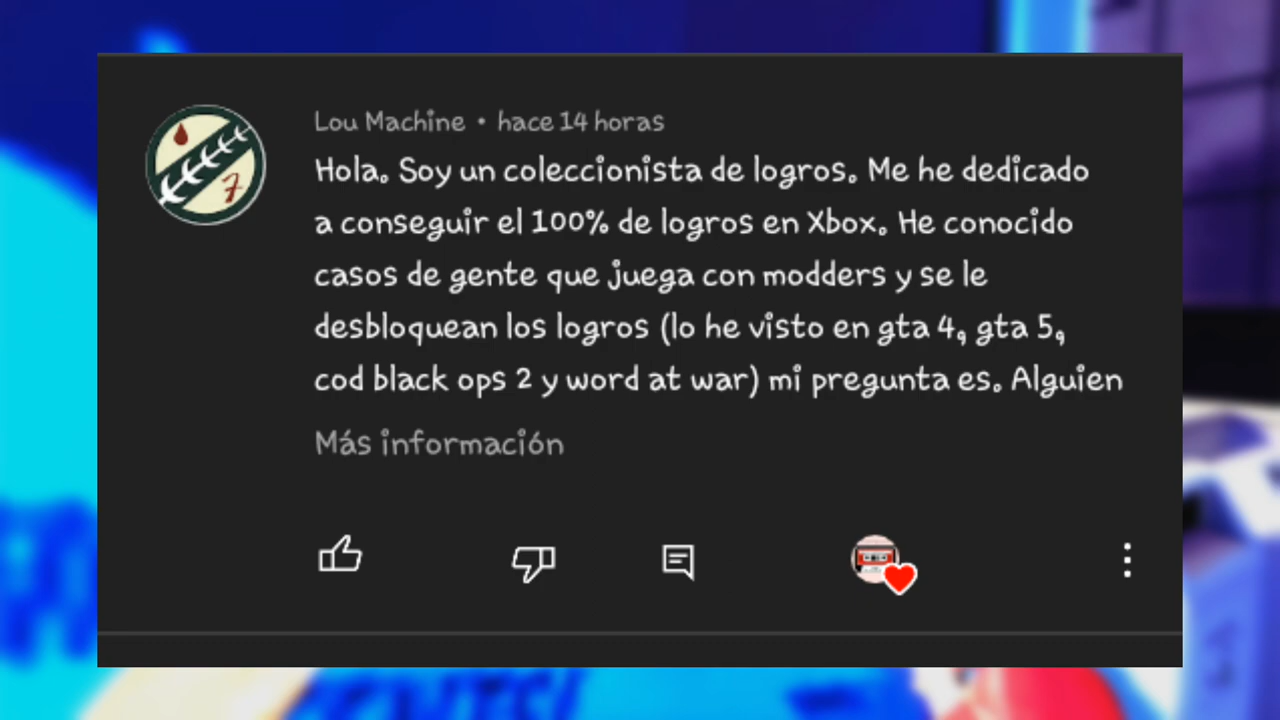 Lou Machine • hace 14 horas
Hola. Soy un coleccionista de logros. Me he dedicado
a conseguir el 100% de logros en Xbox. He conocido
casos de gente que juega con modders y se le
desbloquean los logros (lo he visto en gta 4, gta 5,
cod black ops 2 y word at war) mi pregunta es. Alguien
Más información
7